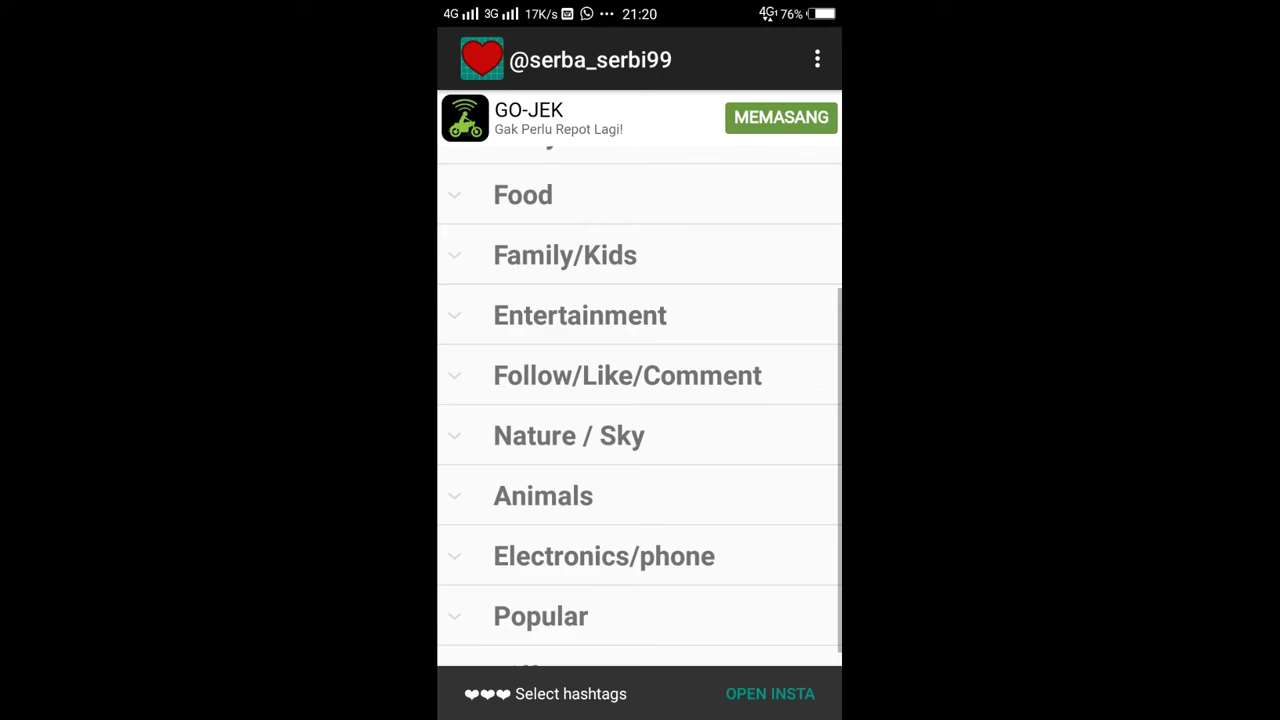 4G 3G 17K/s 21:20 4G1 76%
@serba_serbi99
GO-JEK
Gak Perlu Repot Lagi!
MEMASANG
Food
Family/Kids
Entertainment
Follow/Like/Comment
Nature / Sky
Animals
Electronics/phone
Popular
❤❤❤ Select hashtags
OPEN INSTA